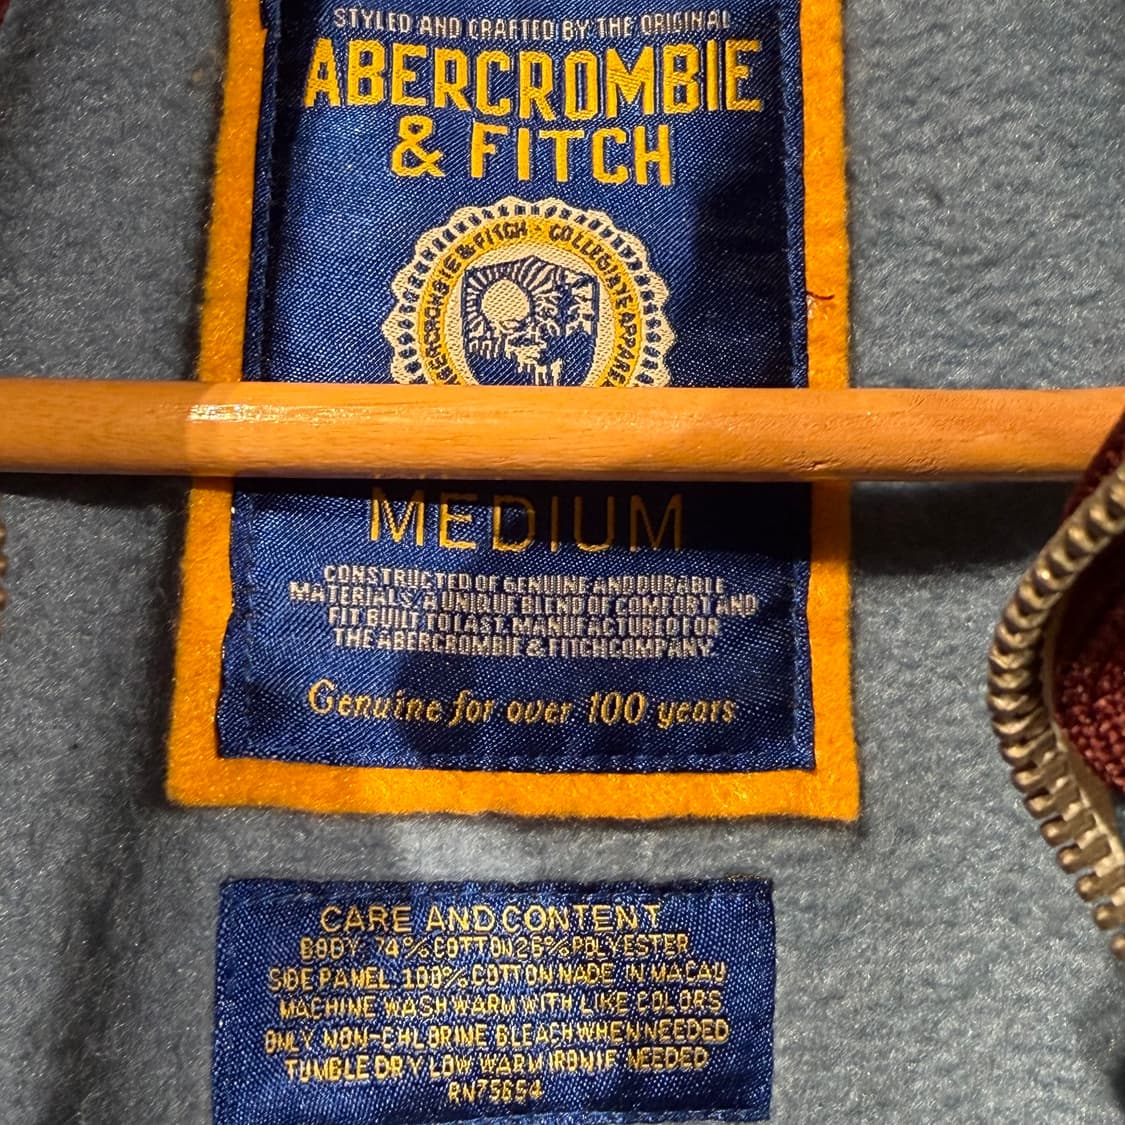 STYLED AND CRAFTED BY THE ORIGINAL
ABERCROMBIE
& FITCH
ABERCROMBIE & FITCH · COLLEGIATE APPAREL
MEDIUM
CONSTRUCTED OF GENUINE AND DURABLE
MATERIALS, A UNIQUE BLEND OF COMFORT AND
FIT BUILT TO LAST. MANUFACTURED FOR
THE ABERCROMBIE & FITCH COMPANY.
Genuine for over 100 years
CARE AND CONTENT
BODY: 74% COTTON 26% POLYESTER
SIDE PANEL 100% COTTON MADE IN MACAU
MACHINE WASH WARM WITH LIKE COLORS
ONLY NON-CHLORINE BLEACH WHEN NEEDED
TUMBLE DRY LOW WARM IRON IF NEEDED
RN75654